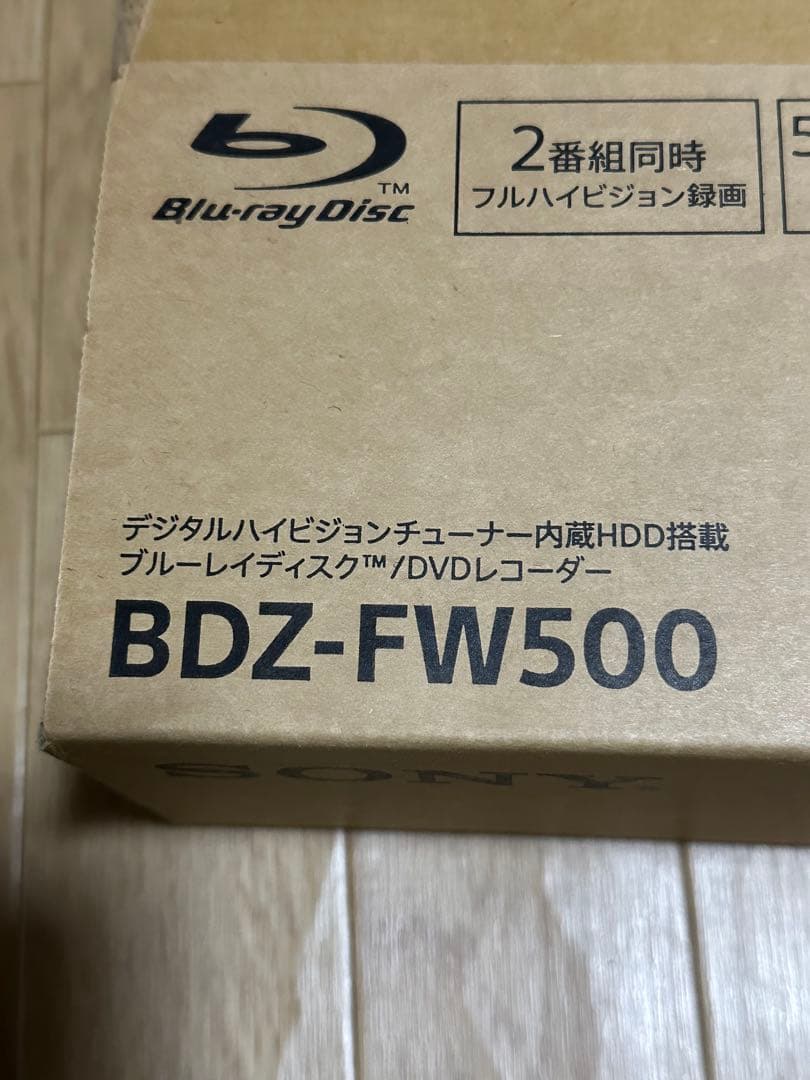 Blu-ray Disc™
2番組同時
フルハイビジョン録画
5
デジタルハイビジョンチューナー内蔵HDD搭載
ブルーレイディスク™/DVDレコーダー
BDZ-FW500
SONY